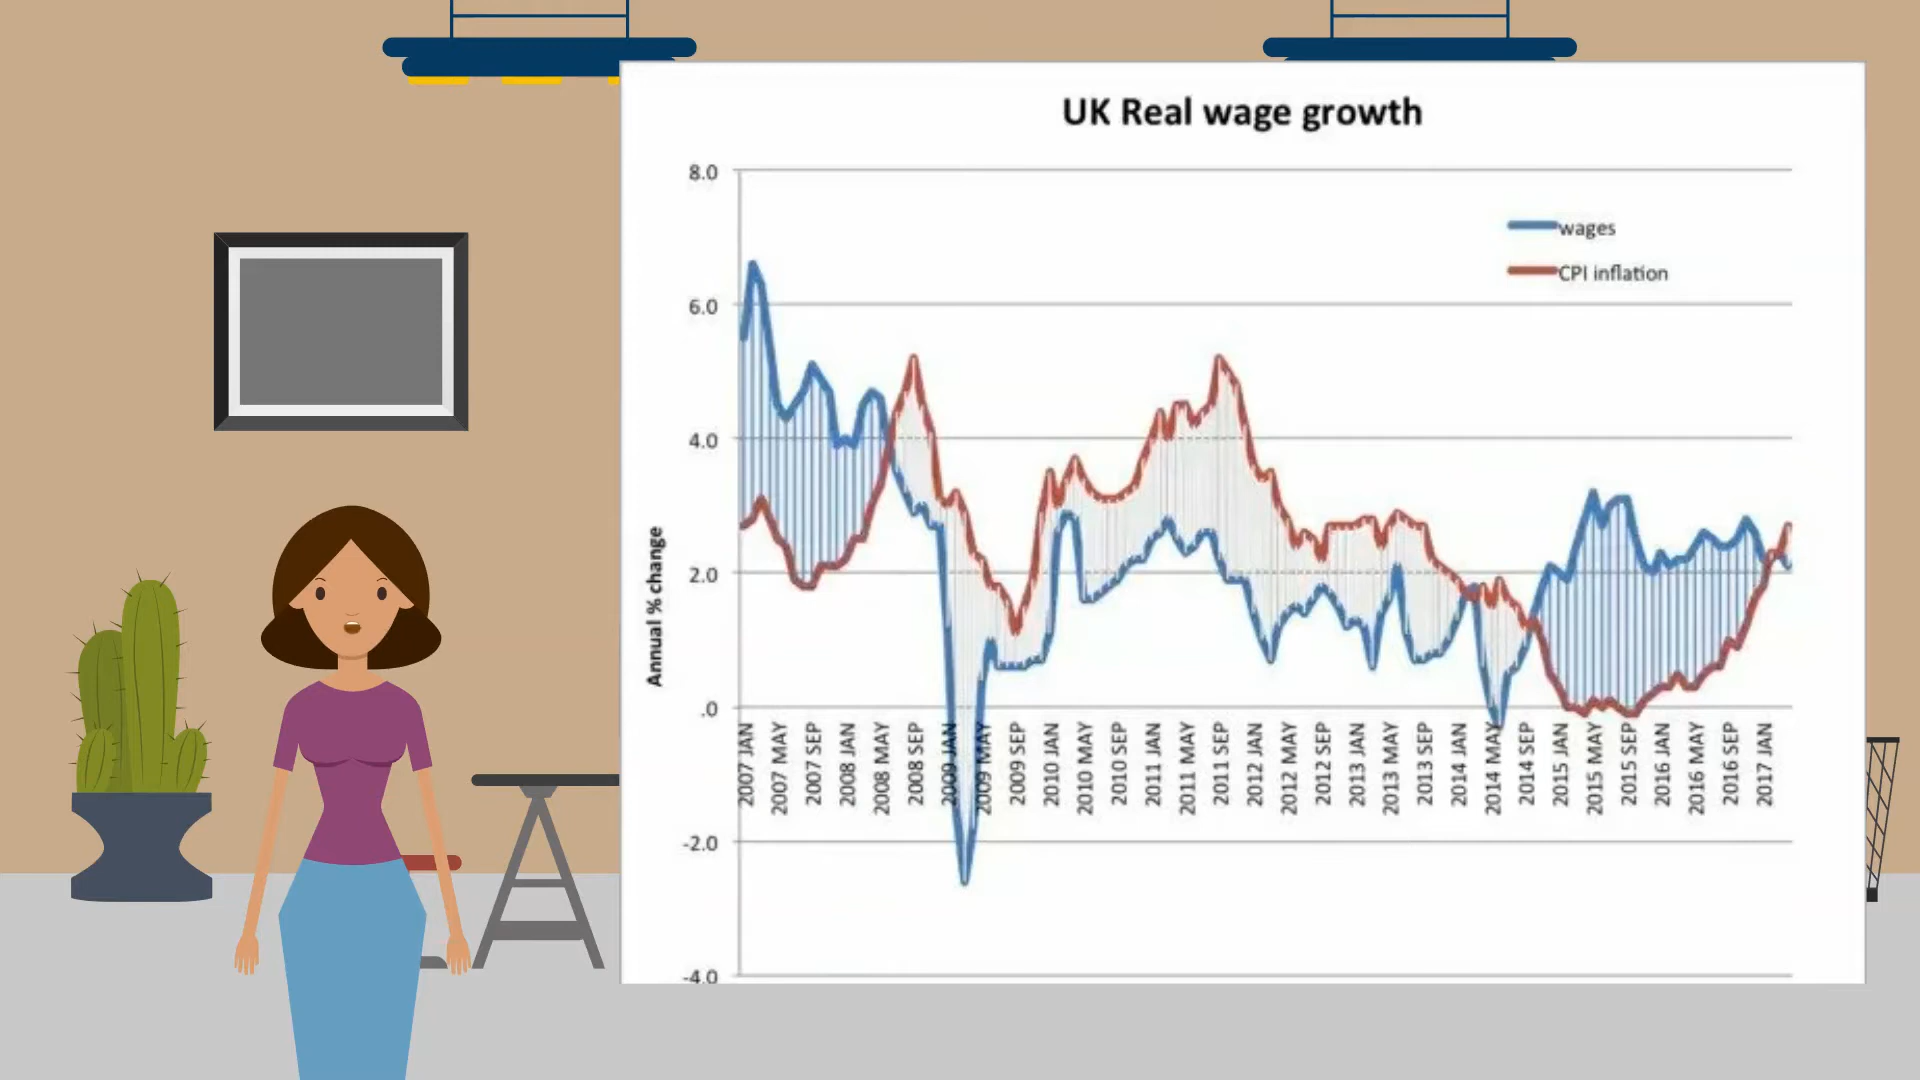 UK Real wage growth
8.0
wages
CPI inflation
6.0
4.0
2.0
.0
-2.0
-4.0
Annual % change
2007 JAN
2007 MAY
2007 SEP
2008 JAN
2008 MAY
2008 SEP
2009 JAN
2009 MAY
2009 SEP
2010 JAN
2010 MAY
2010 SEP
2011 JAN
2011 MAY
2011 SEP
2012 JAN
2012 MAY
2012 SEP
2013 JAN
2013 MAY
2013 SEP
2014 JAN
2014 MAY
2014 SEP
2015 JAN
2015 MAY
2015 SEP
2016 JAN
2016 MAY
2016 SEP
2017 JAN